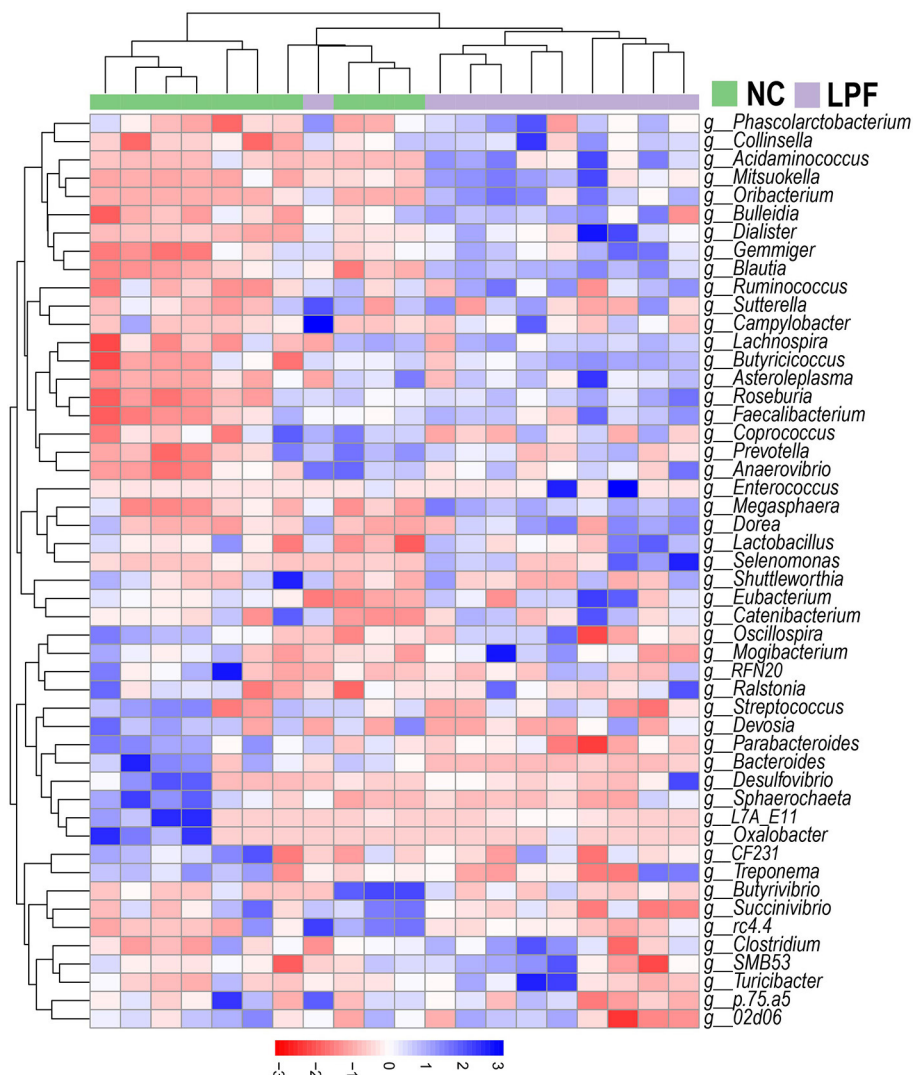 NC LPF
g__Phascolarctobacterium
g__Collinsella
g__Acidaminococcus
g__Mitsuokella
g__Oribacterium
g__Bulleidia
g__Dialister
g__Gemmiger
g__Blautia
g__Ruminococcus
g__Sutterella
g__Campylobacter
g__Lachnospira
g__Butyricicoccus
g__Asteroleplasma
g__Roseburia
g__Faecalibacterium
g__Coprococcus
g__Prevotella
g__Anaerovibrio
g__Enterococcus
g__Megasphaera
g__Dorea
g__Lactobacillus
g__Selenomonas
g__Shuttleworthia
g__Eubacterium
g__Catenibacterium
g__Oscillospira
g__Mogibacterium
g__RFN20
g__Ralstonia
g__Streptococcus
g__Devosia
g__Parabacteroides
g__Bacteroides
g__Desulfovibrio
g__Sphaerochaeta
g__L7A_E11
g__Oxalobacter
g__CF231
g__Treponema
g__Butyrivibrio
g__Succinivibrio
g__rc4.4
g__Clostridium
g__SMB53
g__Turicibacter
g__p.75.a5
g__02d06
-3 -2 -1 0 1 2 3